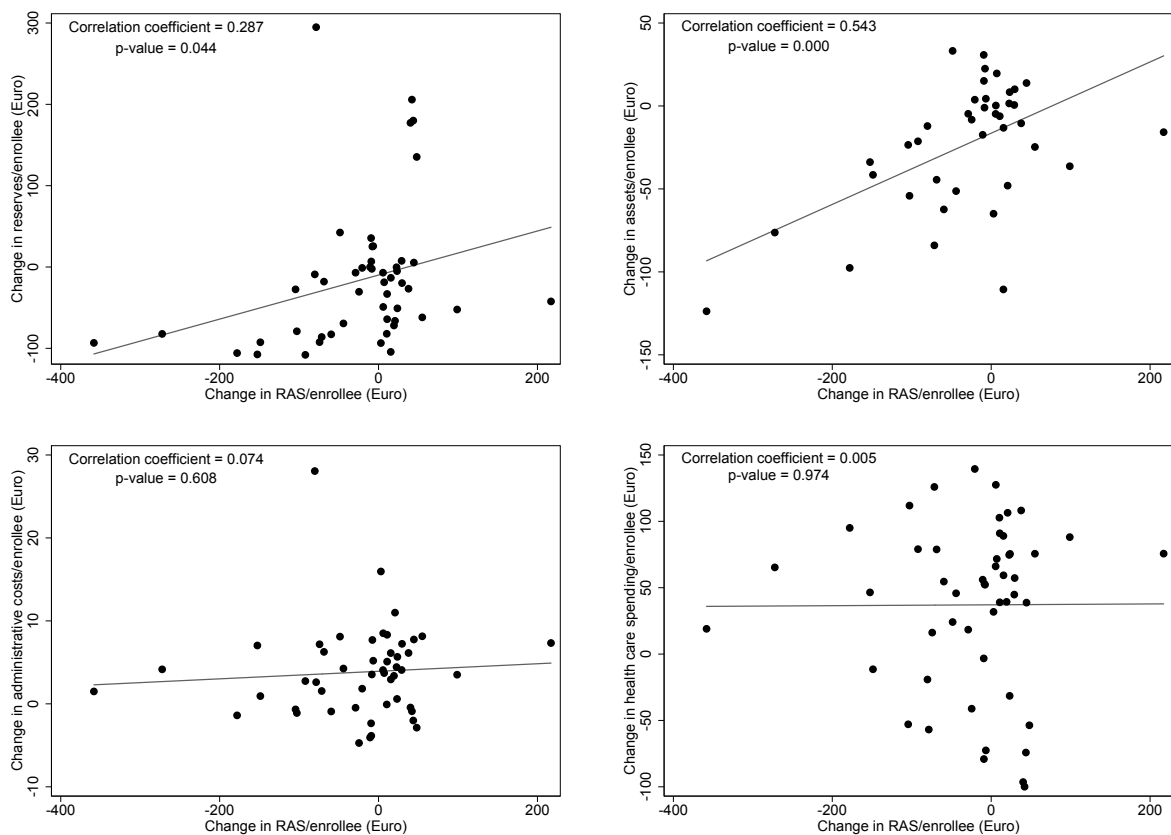 Correlation coefficient = 0.287
p-value = 0.044
Change in reserves/enrollee (Euro)
300
200
100
0
-100
-400
-200
0
200
Change in RAS/enrollee (Euro)
Correlation coefficient = 0.543
p-value = 0.000
Change in assets/enrollee (Euro)
50
0
-50
-100
-150
-400
-200
0
200
Change in RAS/enrollee (Euro)
Correlation coefficient = 0.074
p-value = 0.608
Change in administrative costs/enrollee (Euro)
30
20
10
0
-10
-400
-200
0
200
Change in RAS/enrollee (Euro)
Correlation coefficient = 0.005
p-value = 0.974
Change in health care spending/enrollee (Euro)
150
100
50
0
-50
-100
-400
-200
0
200
Change in RAS/enrollee (Euro)